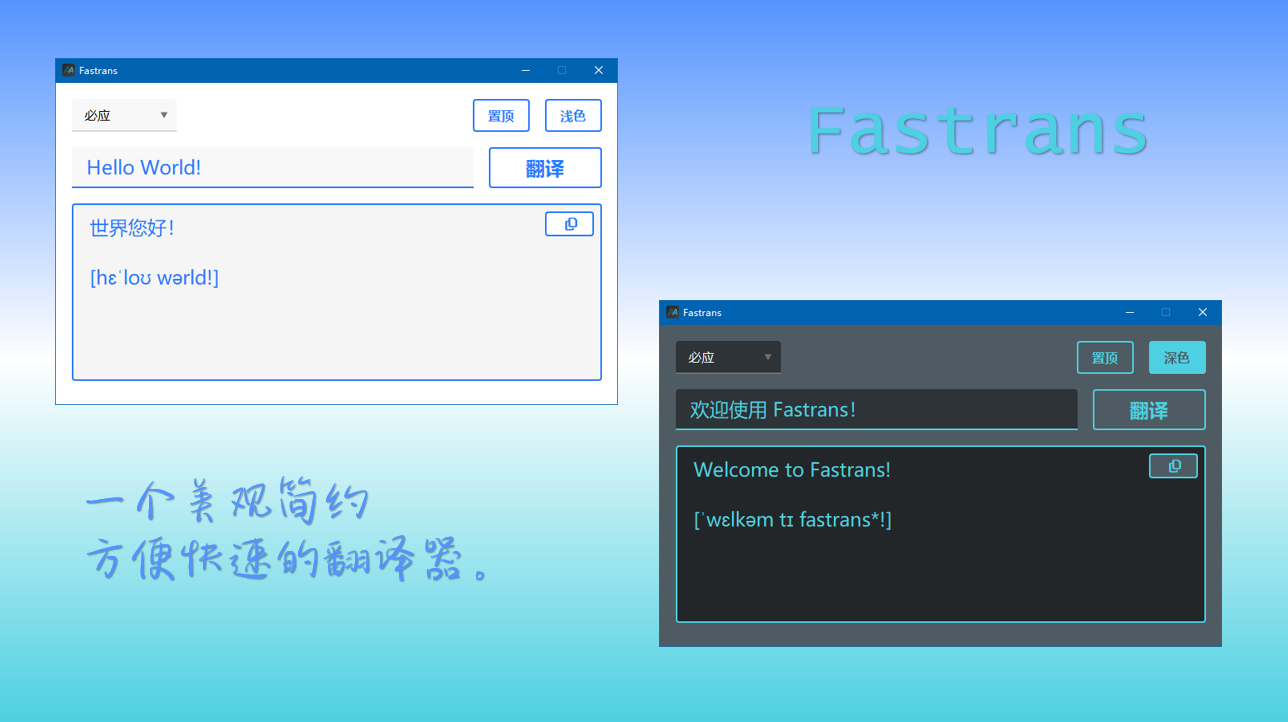 Fastrans
必应
置顶
浅色
Hello World!
翻译
世界您好！
[hɛˈloʊ wərld!]
Fastrans
Fastrans
必应
置顶
深色
欢迎使用 Fastrans！
翻译
Welcome to Fastrans!
[ˈwɛlkəm tɪ fastrans*!]
一个美观简约
方便快速的翻译器。